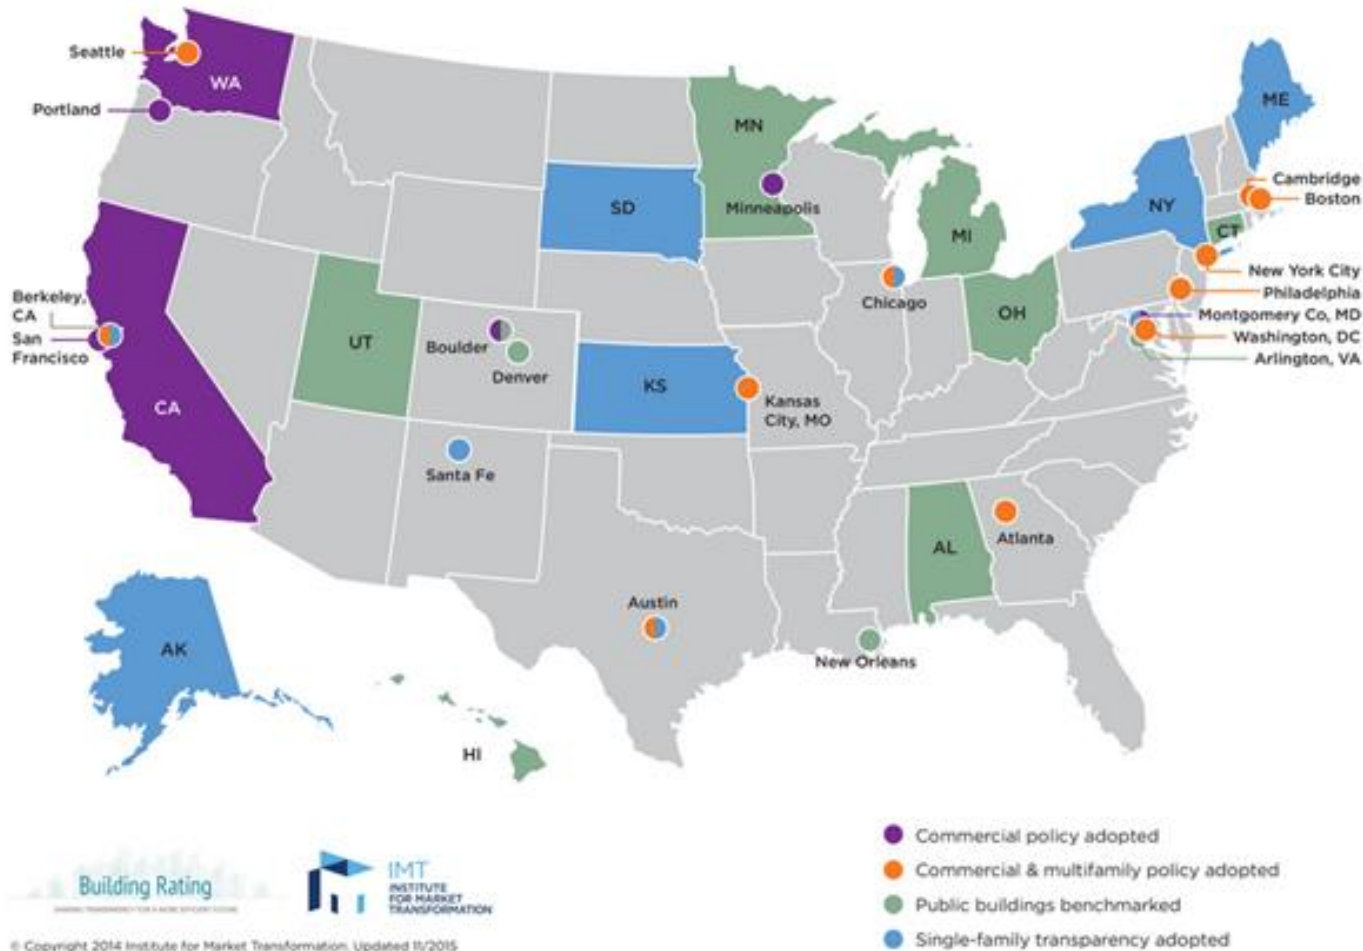 Seattle
WA
Portland
MN
ME
Cambridge
Boston
SD
Minneapolis
NY
CT
MI
New York City
Philadelphia
Montgomery Co, MD
Washington, DC
Arlington, VA
Berkeley,
CA
San
Francisco
UT
Boulder
Denver
Chicago
OH
CA
KS
Kansas
City, MO
Santa Fe
AL
Atlanta
AK
Austin
New Orleans
HI
Commercial policy adopted
Commercial & multifamily policy adopted
Public buildings benchmarked
Single-family transparency adopted
Building Rating
IMT
INSTITUTE
FOR MARKET
TRANSFORMATION
© Copyright 2014 Institute for Market Transformation. Updated 11/2015